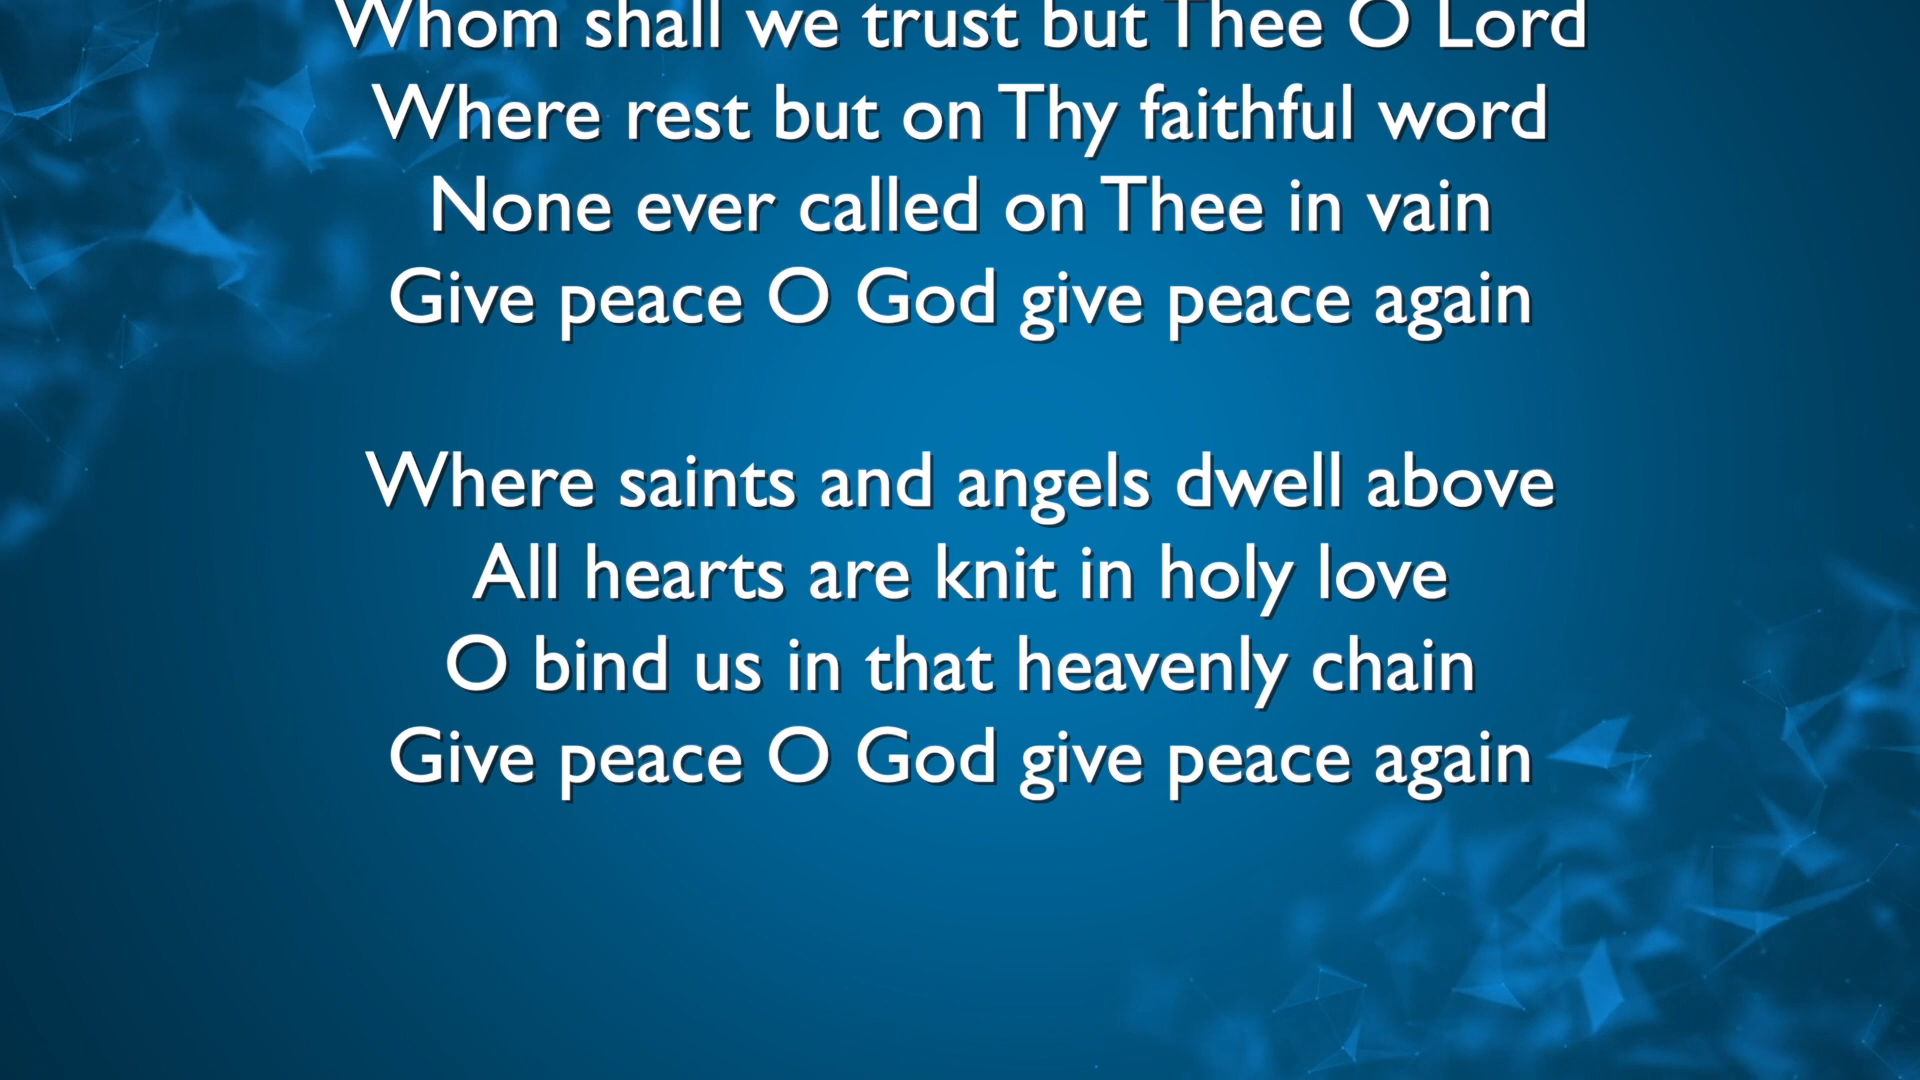 Whom shall we trust but Thee O Lord
Where rest but on Thy faithful word
None ever called on Thee in vain
Give peace O God give peace again
Where saints and angels dwell above
All hearts are knit in holy love
O bind us in that heavenly chain
Give peace O God give peace again